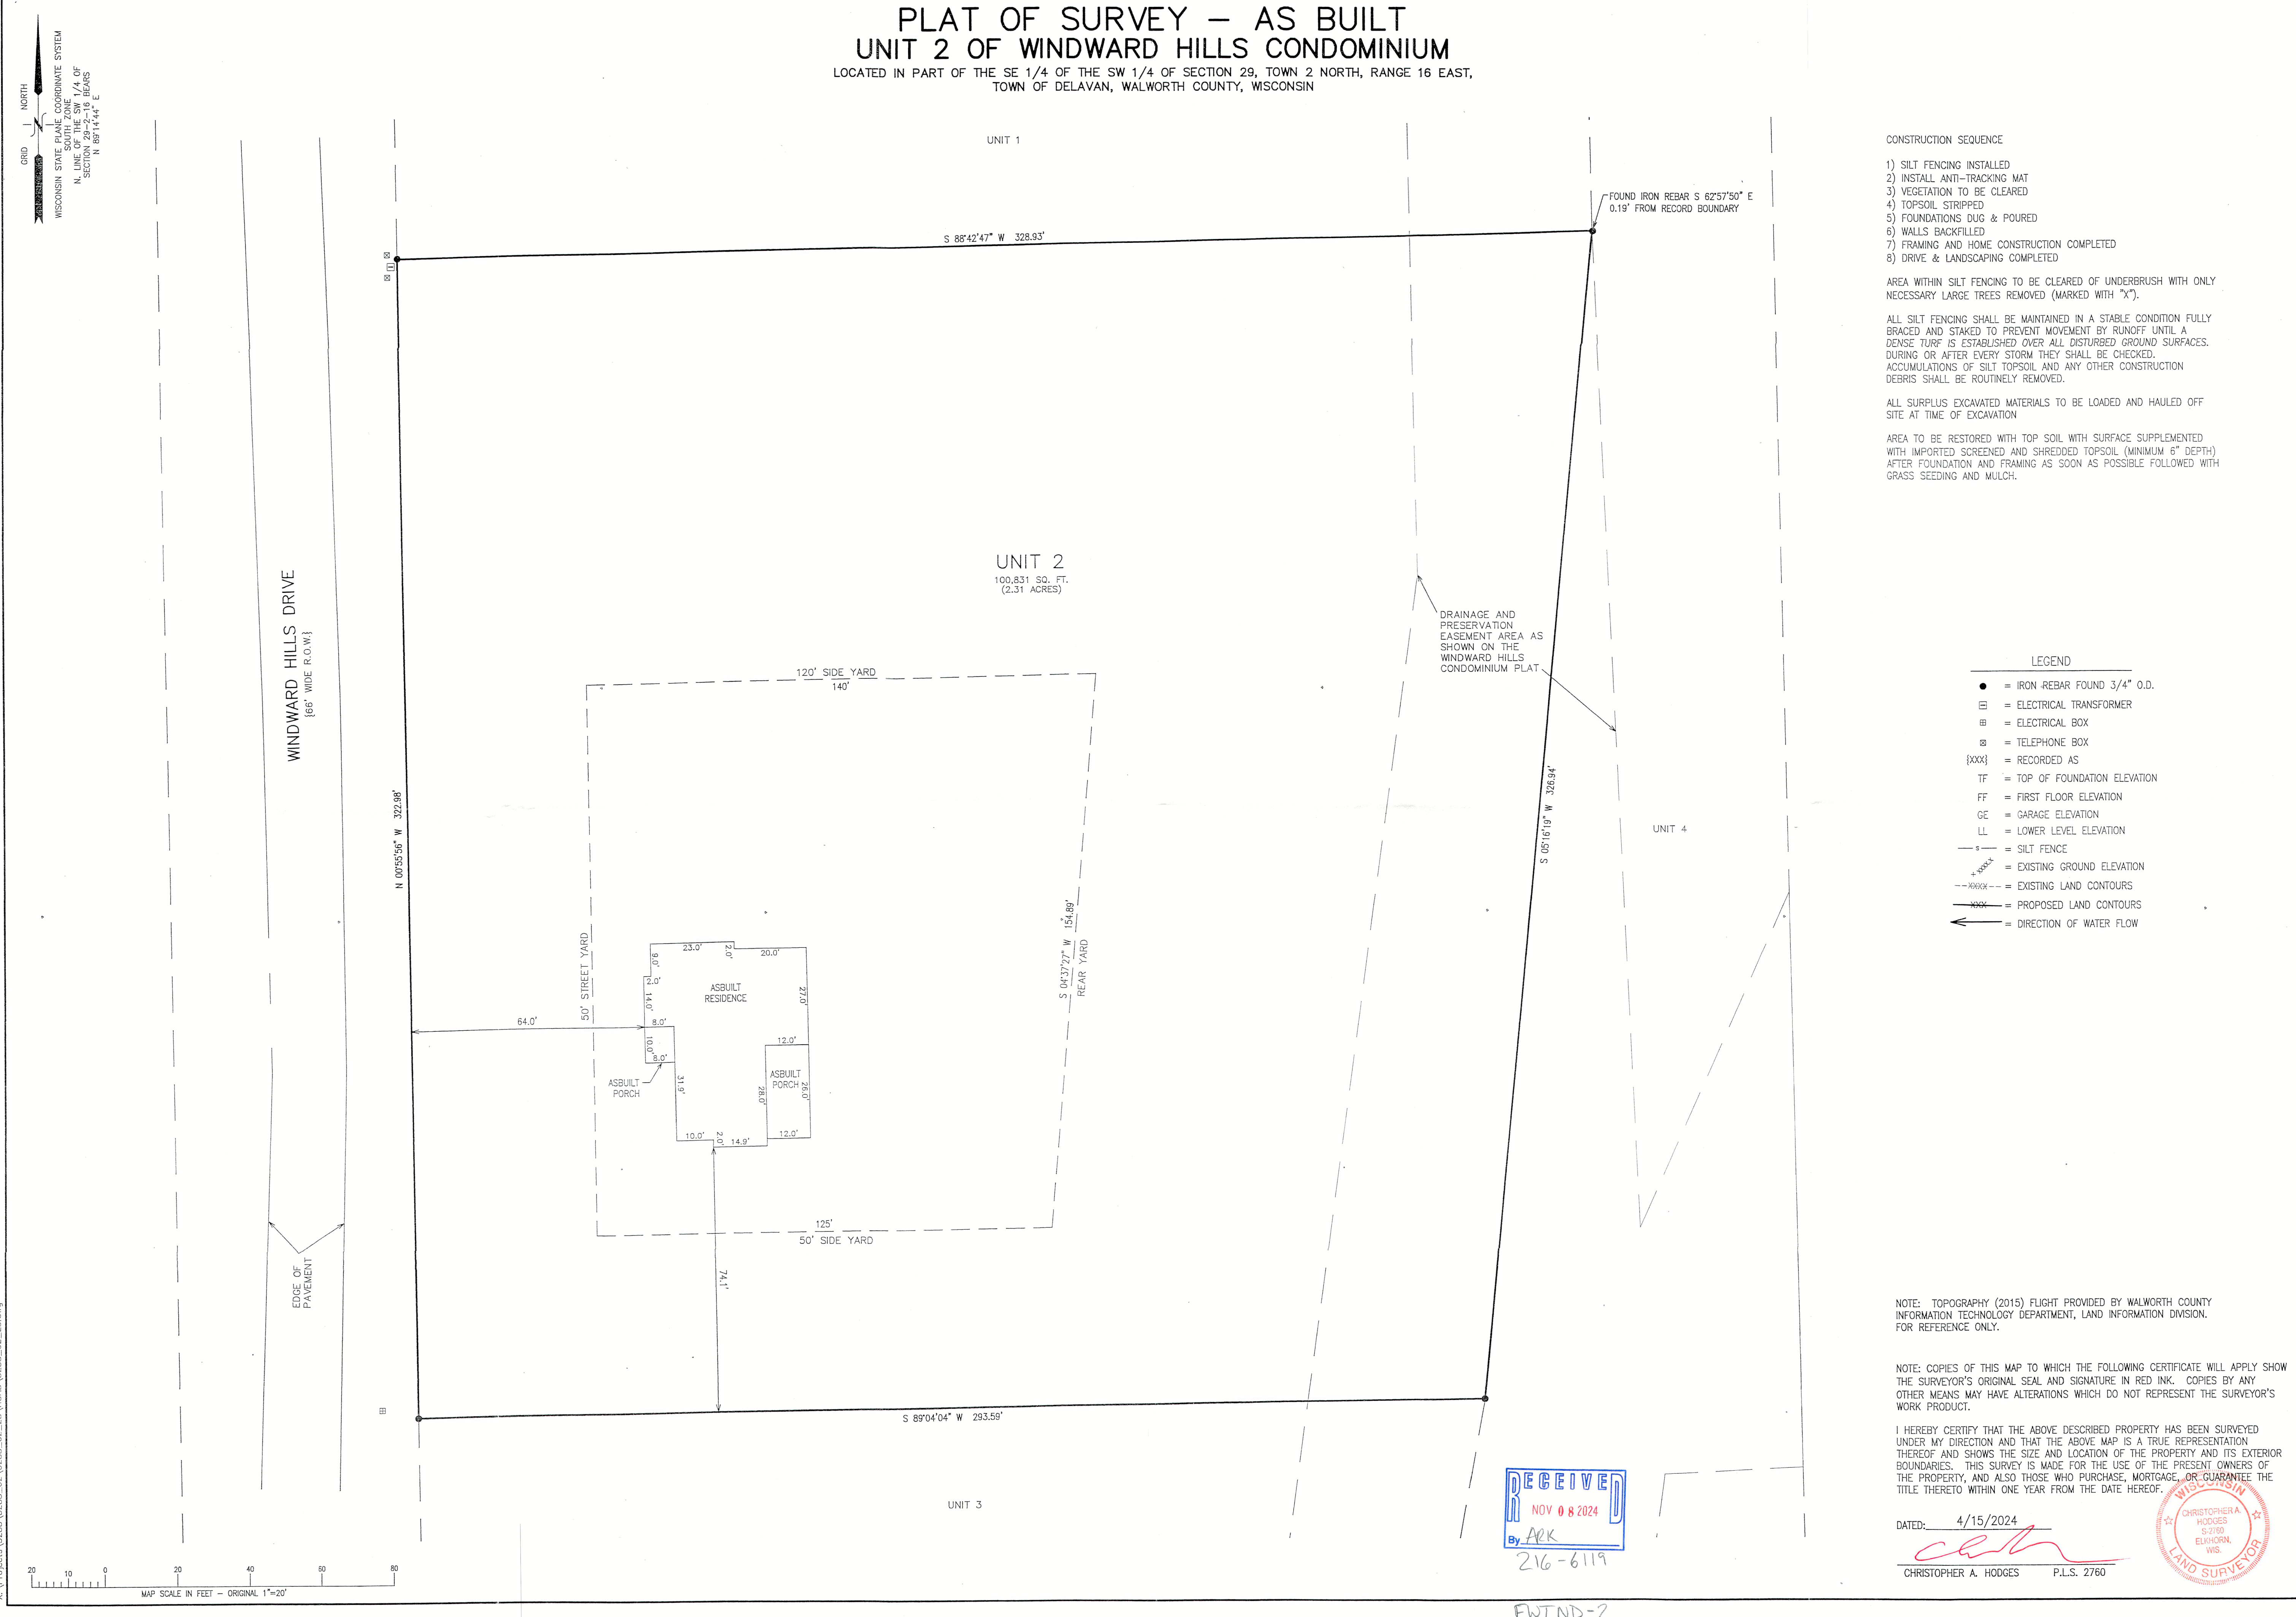 PLAT OF SURVEY – AS BUILT
UNIT 2 OF WINDWARD HILLS CONDOMINIUM
LOCATED IN PART OF THE SE 1/4 OF THE SW 1/4 OF SECTION 29, TOWN 2 NORTH, RANGE 16 EAST,
TOWN OF DELAVAN, WALWORTH COUNTY, WISCONSIN
GRID NORTH
WISCONSIN STATE PLANE COORDINATE SYSTEM
SOUTH ZONE
N. LINE OF THE SW 1/4 OF
SECTION 29-2-16 BEARS
N 89°14'44" E
UNIT 1
FOUND IRON REBAR S 62°57'50" E
0.19' FROM RECORD BOUNDARY
S 88°42'47" W 328.93'
UNIT 2
100,831 SQ. FT.
(2.31 ACRES)
WINDWARD HILLS DRIVE
{66' WIDE R.O.W.}
DRAINAGE AND
PRESERVATION
EASEMENT AREA AS
SHOWN ON THE
WINDWARD HILLS
CONDOMINIUM PLAT
120' SIDE YARD
140'
N 00°55'56" W 322.98'
S 05°16'19" W 326.94'
UNIT 4
50' STREET YARD
S 04°37'27" W 154.89'
REAR YARD
23.0'
2.0'
20.0'
9.0'
2.0'
14.0'
ASBUILT
RESIDENCE
27.0'
64.0'
8.0'
10.0'
8.0'
12.0'
ASBUILT
PORCH
31.9'
28.0'
ASBUILT
PORCH
26.0'
10.0'
2.0'
14.9'
12.0'
125'
50' SIDE YARD
74.1'
EDGE OF
PAVEMENT
S 89°04'04" W 293.59'
UNIT 3
20 10 0 20 40 60 80
MAP SCALE IN FEET – ORIGINAL 1"=20'
CONSTRUCTION SEQUENCE
1) SILT FENCING INSTALLED
2) INSTALL ANTI-TRACKING MAT
3) VEGETATION TO BE CLEARED
4) TOPSOIL STRIPPED
5) FOUNDATIONS DUG & POURED
6) WALLS BACKFILLED
7) FRAMING AND HOME CONSTRUCTION COMPLETED
8) DRIVE & LANDSCAPING COMPLETED
AREA WITHIN SILT FENCING TO BE CLEARED OF UNDERBRUSH WITH ONLY
NECESSARY LARGE TREES REMOVED (MARKED WITH "X").
ALL SILT FENCING SHALL BE MAINTAINED IN A STABLE CONDITION FULLY
BRACED AND STAKED TO PREVENT MOVEMENT BY RUNOFF UNTIL A
DENSE TURF IS ESTABLISHED OVER ALL DISTURBED GROUND SURFACES.
DURING OR AFTER EVERY STORM THEY SHALL BE CHECKED.
ACCUMULATIONS OF SILT TOPSOIL AND ANY OTHER CONSTRUCTION
DEBRIS SHALL BE ROUTINELY REMOVED.
ALL SURPLUS EXCAVATED MATERIALS TO BE LOADED AND HAULED OFF
SITE AT TIME OF EXCAVATION
AREA TO BE RESTORED WITH TOP SOIL WITH SURFACE SUPPLEMENTED
WITH IMPORTED SCREENED AND SHREDDED TOPSOIL (MINIMUM 6" DEPTH)
AFTER FOUNDATION AND FRAMING AS SOON AS POSSIBLE FOLLOWED WITH
GRASS SEEDING AND MULCH.
LEGEND
= IRON REBAR FOUND 3/4" O.D.
= ELECTRICAL TRANSFORMER
= ELECTRICAL BOX
= TELEPHONE BOX
{XXX} = RECORDED AS
TF = TOP OF FOUNDATION ELEVATION
FF = FIRST FLOOR ELEVATION
GE = GARAGE ELEVATION
LL = LOWER LEVEL ELEVATION
S = SILT FENCE
+ XXX.X = EXISTING GROUND ELEVATION
--XXXX-- = EXISTING LAND CONTOURS
XXX = PROPOSED LAND CONTOURS
= DIRECTION OF WATER FLOW
NOTE: TOPOGRAPHY (2015) FLIGHT PROVIDED BY WALWORTH COUNTY
INFORMATION TECHNOLOGY DEPARTMENT, LAND INFORMATION DIVISION.
FOR REFERENCE ONLY.
NOTE: COPIES OF THIS MAP TO WHICH THE FOLLOWING CERTIFICATE WILL APPLY SHOW
THE SURVEYOR'S ORIGINAL SEAL AND SIGNATURE IN RED INK. COPIES BY ANY
OTHER MEANS MAY HAVE ALTERATIONS WHICH DO NOT REPRESENT THE SURVEYOR'S
WORK PRODUCT.
I HEREBY CERTIFY THAT THE ABOVE DESCRIBED PROPERTY HAS BEEN SURVEYED
UNDER MY DIRECTION AND THAT THE ABOVE MAP IS A TRUE REPRESENTATION
THEREOF AND SHOWS THE SIZE AND LOCATION OF THE PROPERTY AND ITS EXTERIOR
BOUNDARIES. THIS SURVEY IS MADE FOR THE USE OF THE PRESENT OWNERS OF
THE PROPERTY, AND ALSO THOSE WHO PURCHASE, MORTGAGE, OR GUARANTEE THE
TITLE THERETO WITHIN ONE YEAR FROM THE DATE HEREOF.
DATED: 4/15/2024
CHRISTOPHER A. HODGES P.L.S. 2760
WISCONSIN
CHRISTOPHER A.
HODGES
S-2760
ELKHORN,
WIS.
LAND SURVEYOR
RECEIVED
NOV 08 2024
By ARK
216-6119
FWTND-2